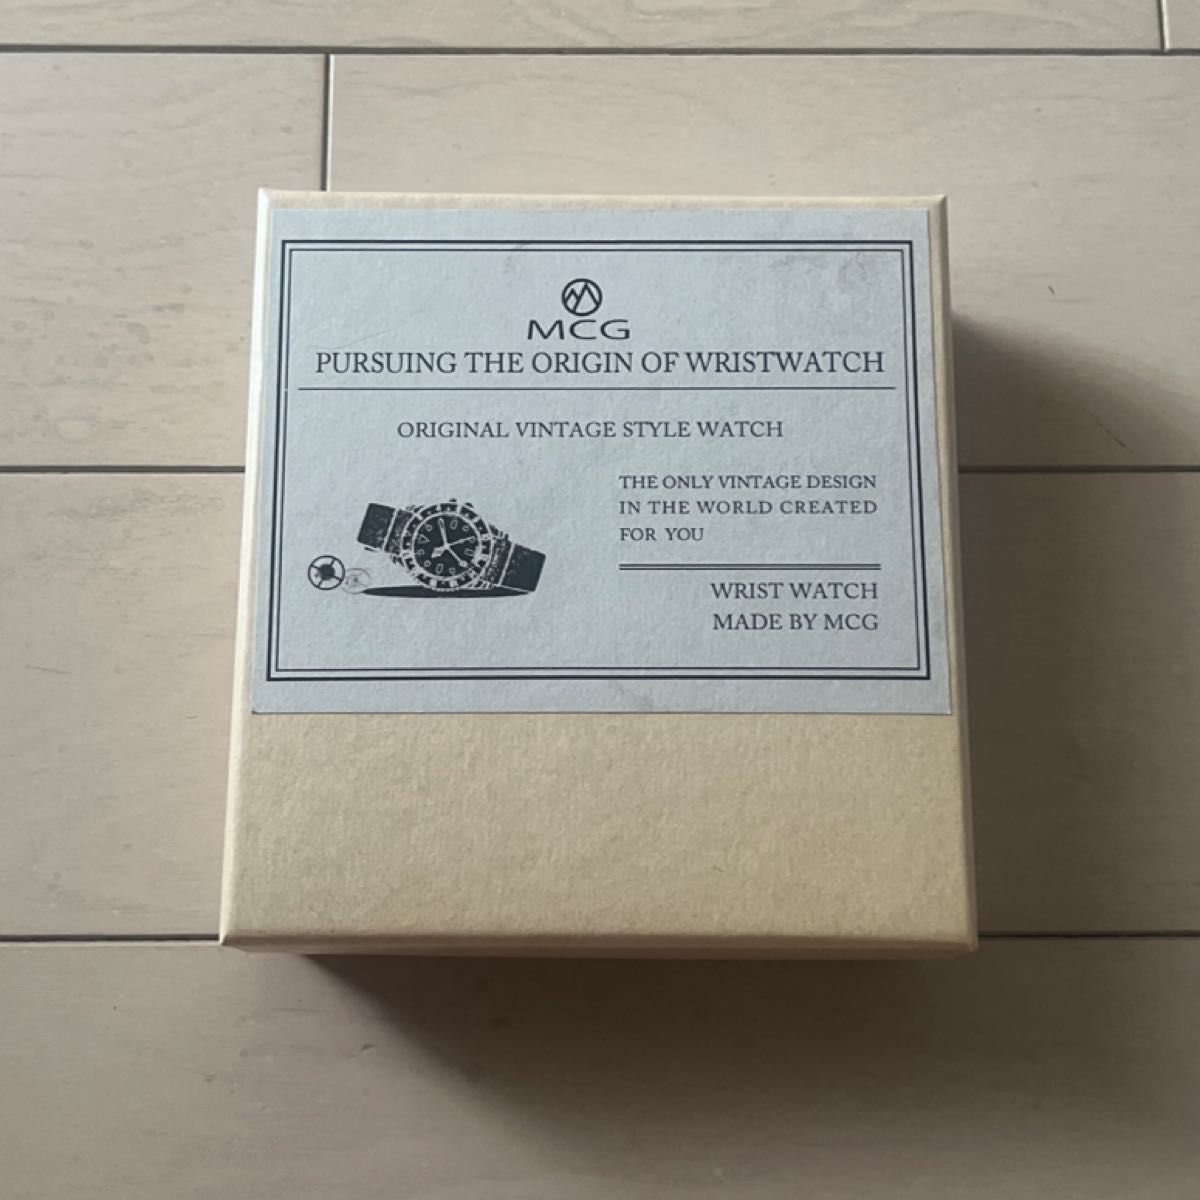 MCG
PURSUING THE ORIGIN OF WRISTWATCH
ORIGINAL VINTAGE STYLE WATCH
THE ONLY VINTAGE DESIGN
IN THE WORLD CREATED
FOR YOU
WRIST WATCH
MADE BY MCG